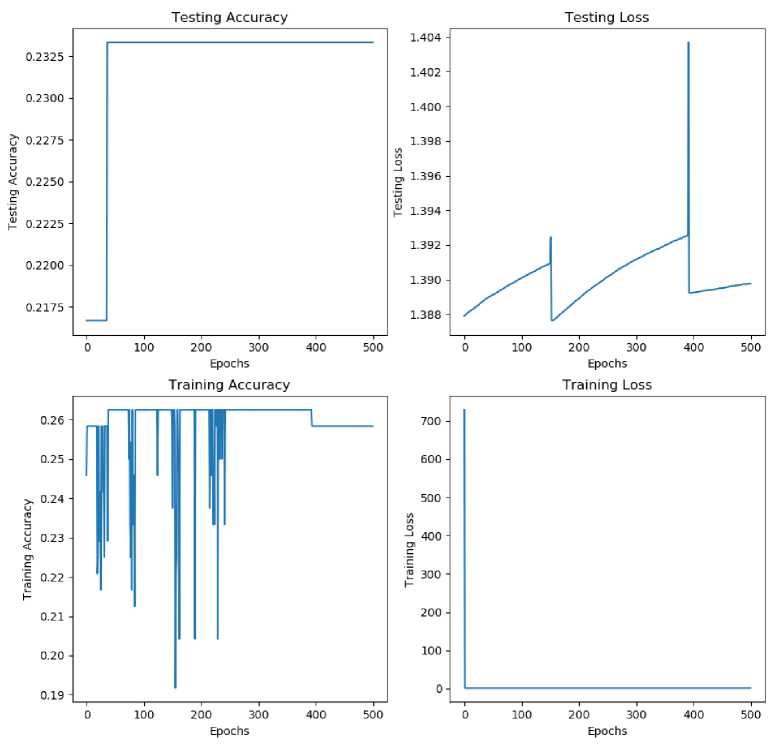 Testing Accuracy
Testing Loss
0.2325
0.2300
0.2275
0.2250
0.2225
0.2200
0.2175
Testing Accuracy
0 100 200 300 400 500
Epochs
1.404
1.402
1.400
1.398
1.396
1.394
1.392
1.390
1.388
Testing Loss
0 100 200 300 400 500
Epochs
Training Accuracy
Training Loss
0.26
0.25
0.24
0.23
0.22
0.21
0.20
0.19
Training Accuracy
0 100 200 300 400 500
Epochs
700
600
500
400
300
200
100
0
Training Loss
0 100 200 300 400 500
Epochs